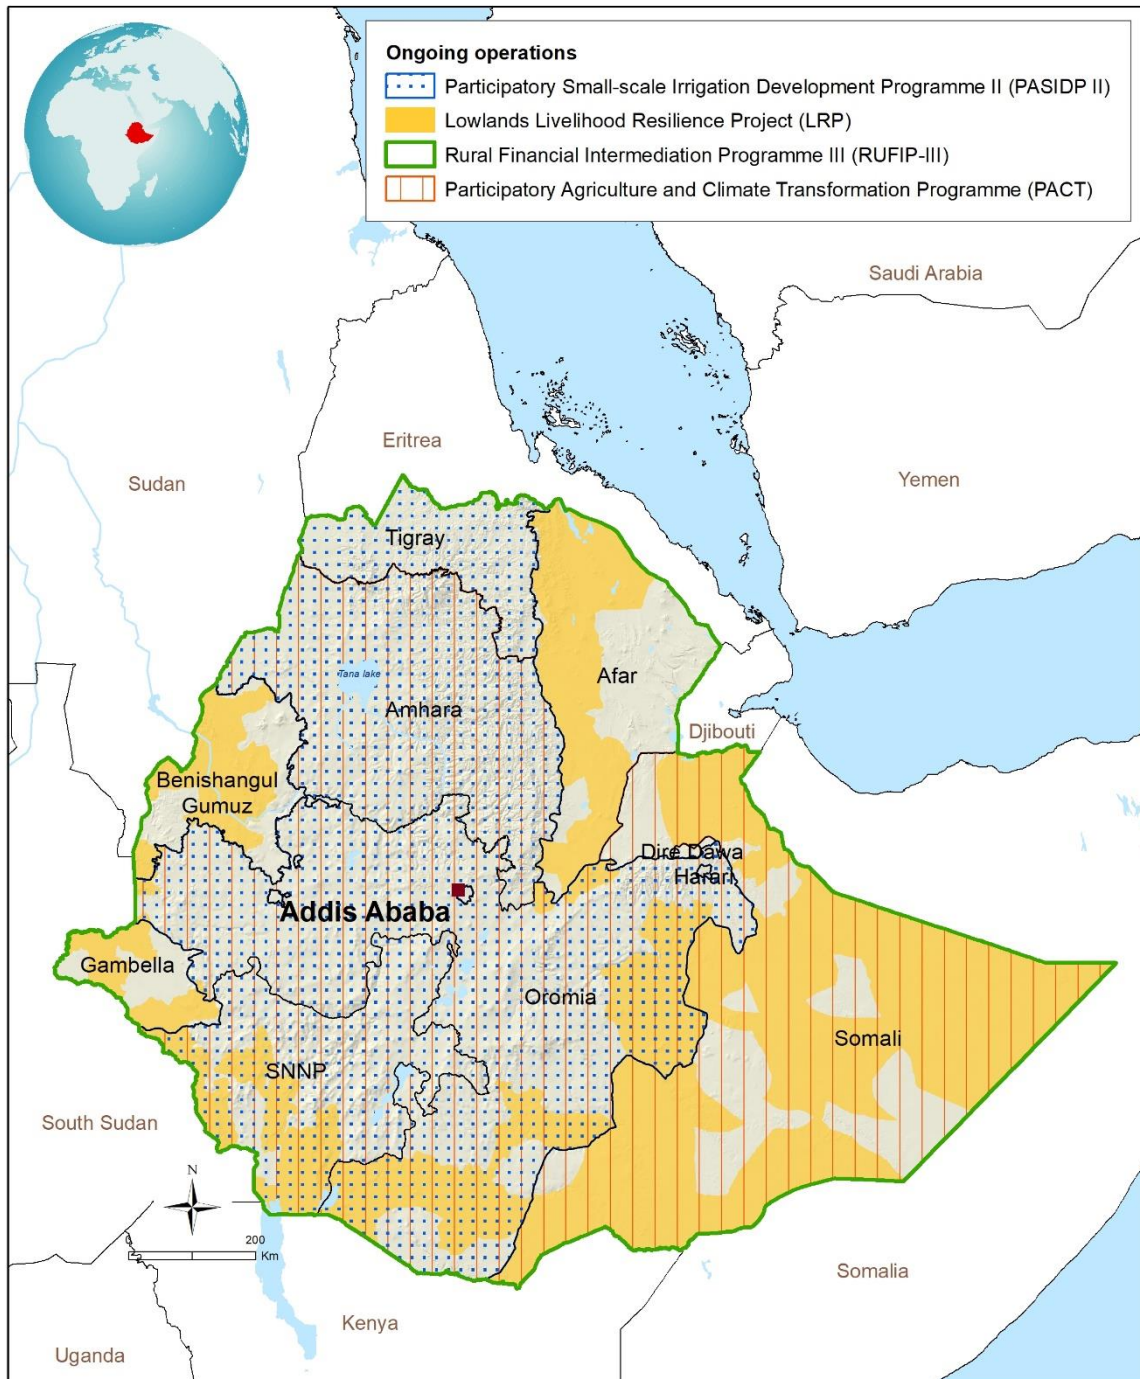 Ongoing operations
Participatory Small-scale Irrigation Development Programme II (PASIDP II)
Lowlands Livelihood Resilience Project (LRP)
Rural Financial Intermediation Programme III (RUFIP-III)
Participatory Agriculture and Climate Transformation Programme (PACT)
Saudi Arabia
Eritrea
Sudan
Yemen
Tigray
Tana lake
Afar
Amhara
Djibouti
Benishangul
Gumuz
Dire Dawa
Harari
Addis Ababa
Gambella
Oromia
Somali
SNNP
South Sudan
N
0
200
Km
Somalia
Kenya
Uganda